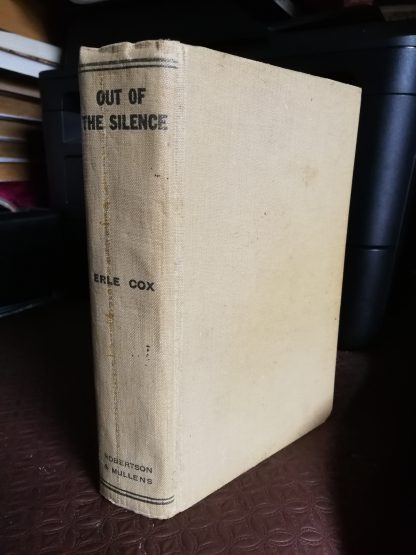 OUT OF
THE SILENCE
ERLE COX
ROBERTSON
& MULLENS